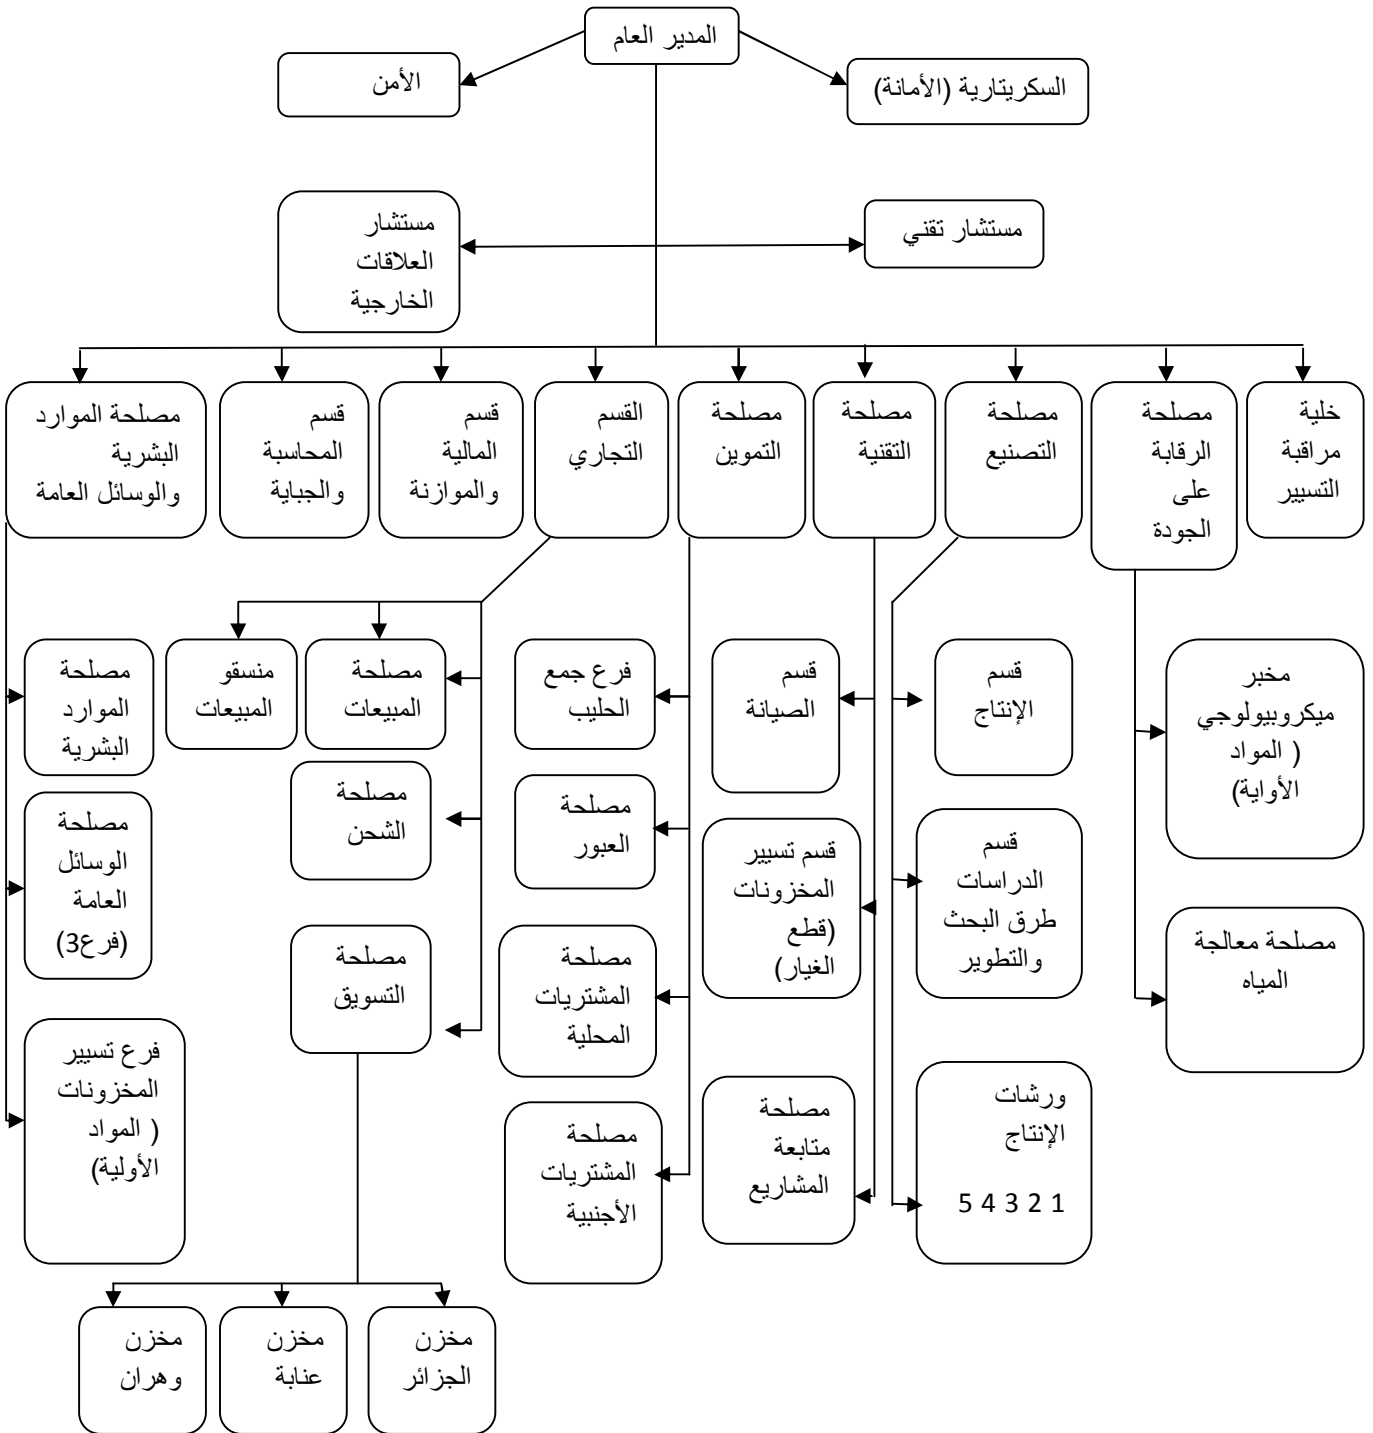 المدير العام
السكريتارية (الأمانة)
الأمن
مستشار تقني
مستشار
العلاقات
الخارجية
خلية
مراقبة
التسيير
مصلحة
الرقابة
على
الجودة
مصلحة
التصنيع
مصلحة
التقنية
مصلحة
التموين
القسم
التجاري
قسم
المالية
والموازنة
قسم
المحاسبة
والجباية
مصلحة الموارد
البشرية
والوسائل العامة
مخبر
ميكروبيولوجي
( المواد
الأواية)
قسم
الإنتاج
قسم
الصيانة
فرع جمع
الحليب
مصلحة
المبيعات
منسقو
المبيعات
مصلحة
الموارد
البشرية
مصلحة
الشحن
مصلحة
العبور
قسم تسيير
المخزونات
(قطع
الغيار)
قسم
الدراسات
طرق البحث
والتطوير
مصلحة
الوسائل
العامة
(فرع3)
مصلحة معالجة
المياه
مصلحة
المشتريات
المحلية
مصلحة
التسويق
فرع تسيير
المخزونات
( المواد
الأولية)
ورشات
الإنتاج
1 2 3 4 5
مصلحة
متابعة
المشاريع
مصلحة
المشتريات
الأجنبية
مخزن
الجزائر
مخزن
عنابة
مخزن
وهران